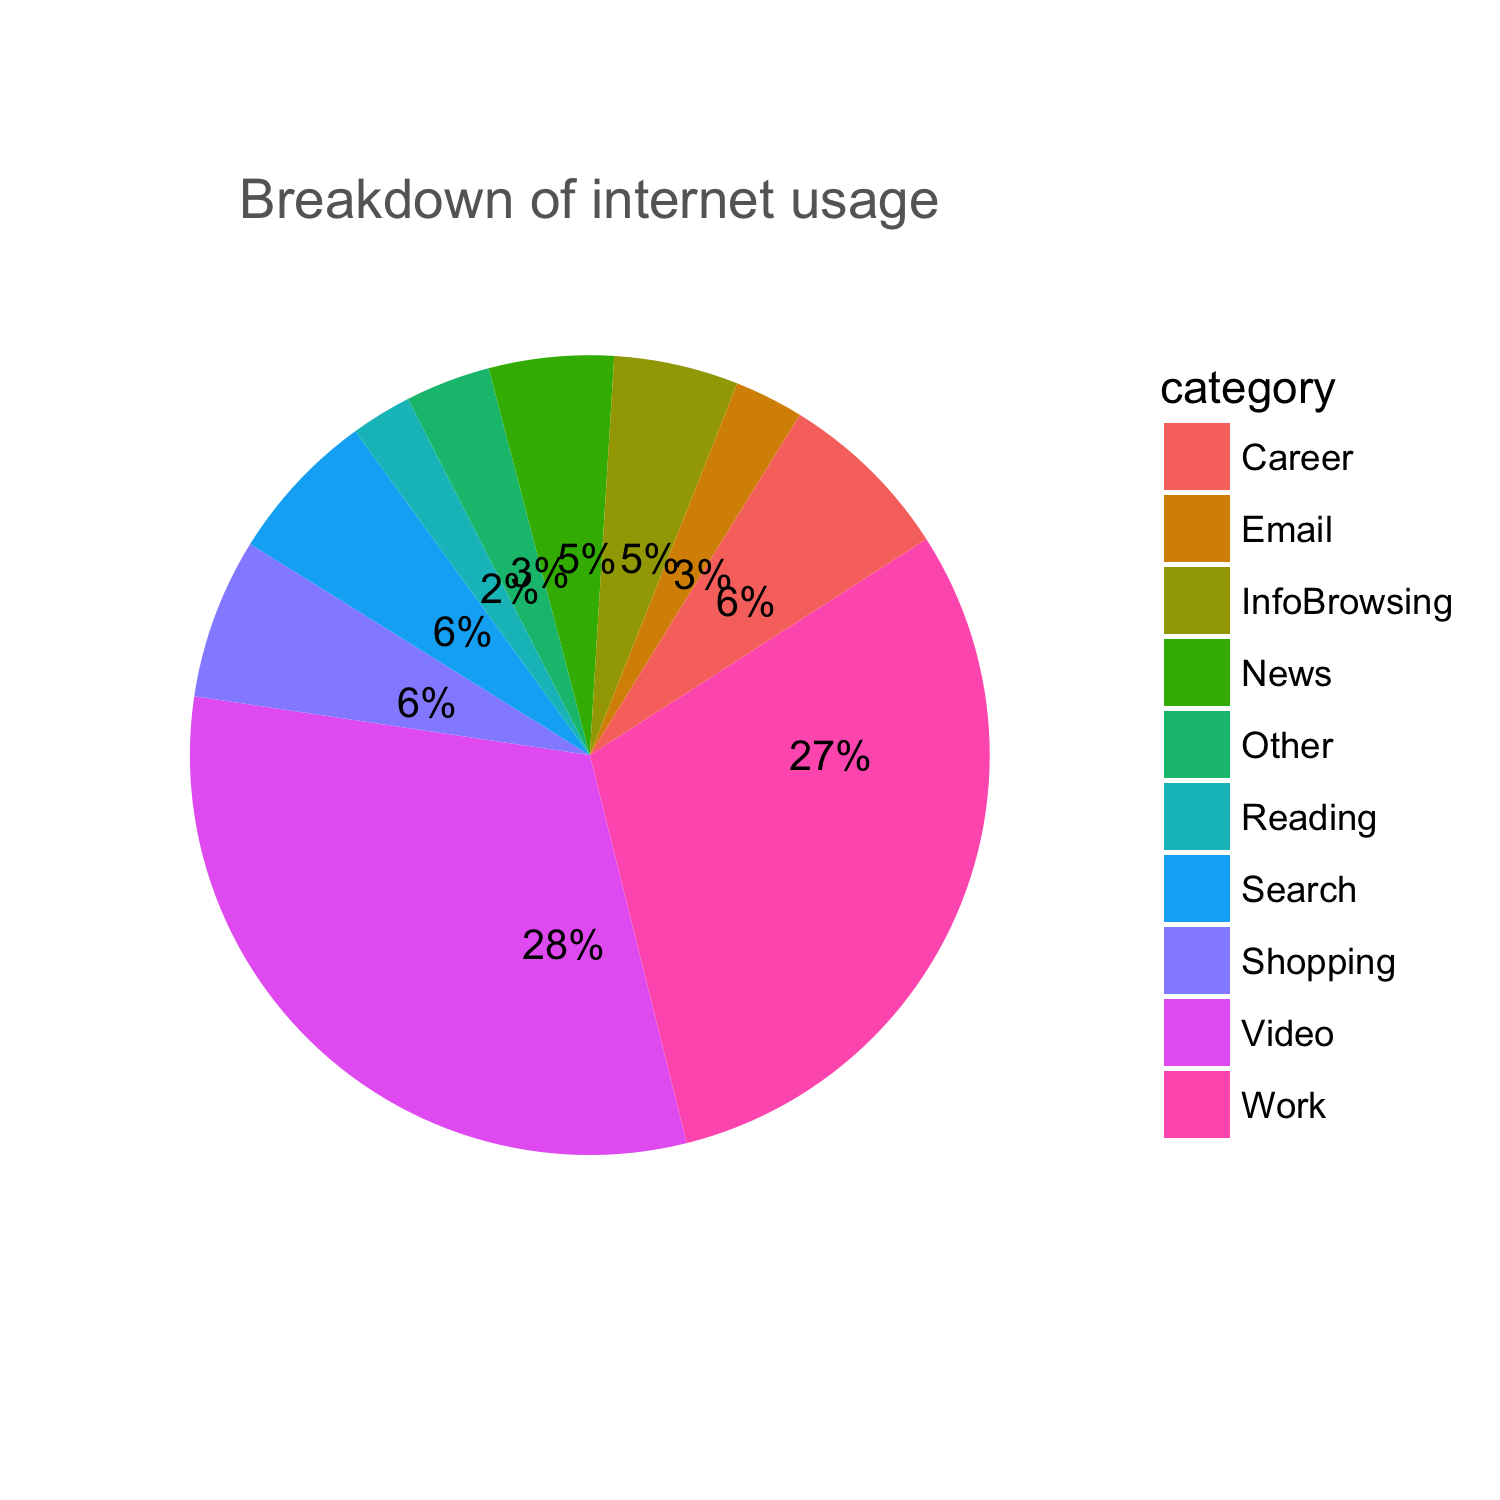 Breakdown of internet usage
5%
5%
3%
3%
2%
6%
6%
6%
27%
28%
category
Career
Email
InfoBrowsing
News
Other
Reading
Search
Shopping
Video
Work